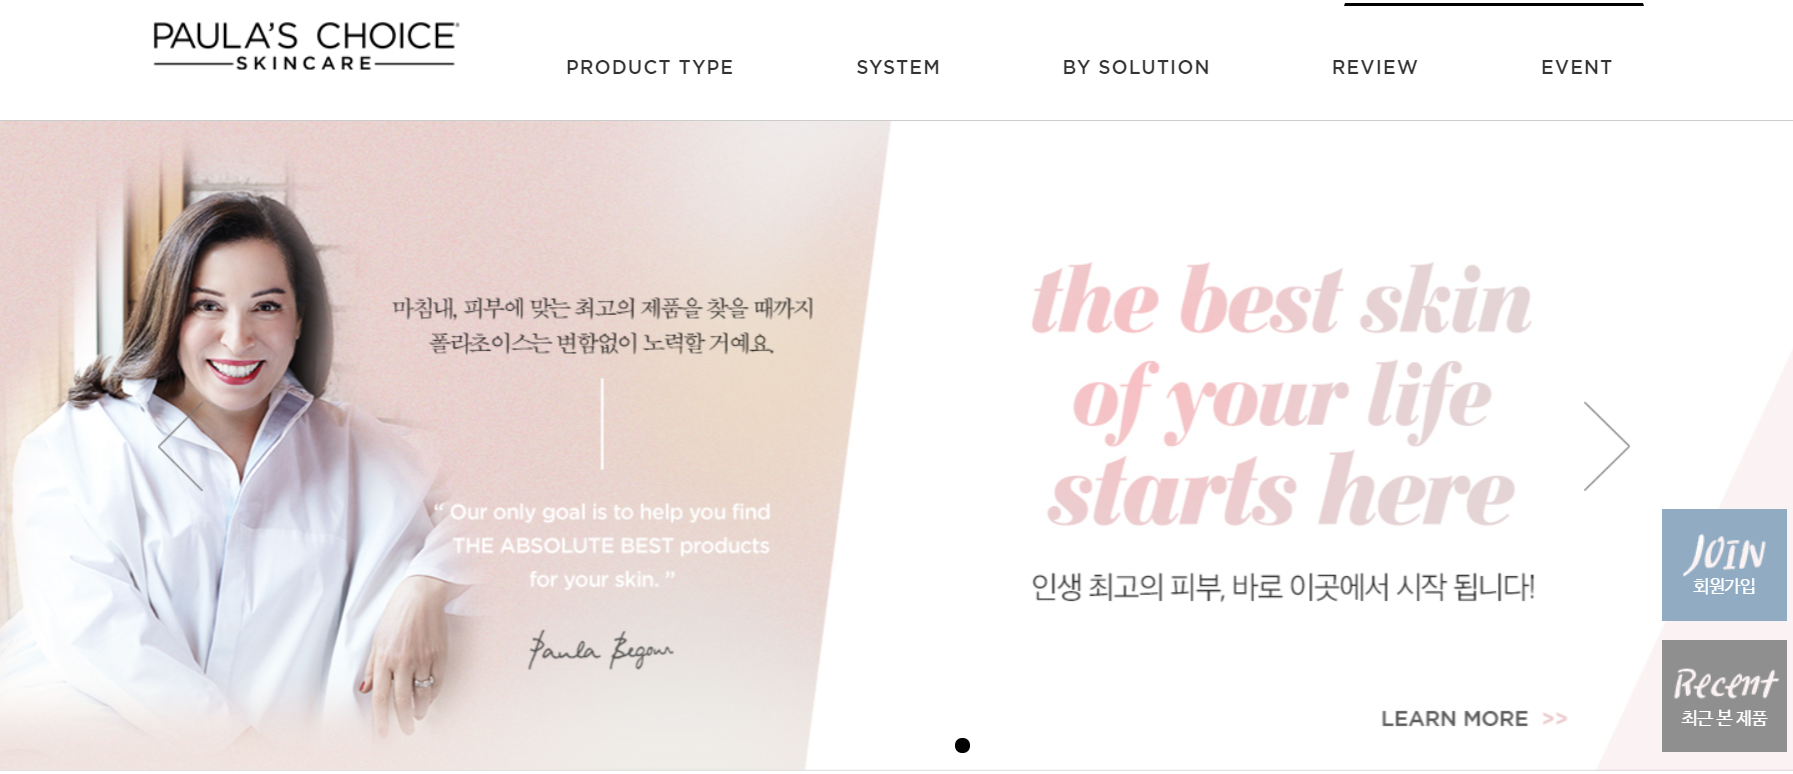 PAULA'S CHOICE
SKINCARE
PRODUCT TYPE
SYSTEM
BY SOLUTION
REVIEW
EVENT
마침내, 피부에 맞는 최고의 제품을 찾을 때까지
폴라초이스는 변함없이 노력할 거예요.
“ Our only goal is to help you find
THE ABSOLUTE BEST products
for your skin. ”
Paula Begoun
the best skin
of your life
starts here
인생 최고의 피부, 바로 이곳에서 시작 됩니다!
LEARN MORE >>
JOIN
회원가입
Recent
최근 본 제품